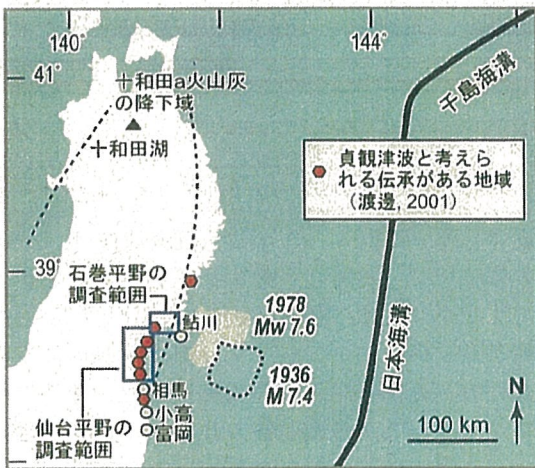 140°
144°
41°
39°
十和田a火山灰
の降下域
十和田湖
千島海溝
貞観津波と考えら
れる伝承がある地域
(渡邊, 2001)
石巻平野の
調査範囲
鮎川
1978
Mw 7.6
1936
M 7.4
日本海溝
相馬
小高
富岡
仙台平野の
調査範囲
100 km
N